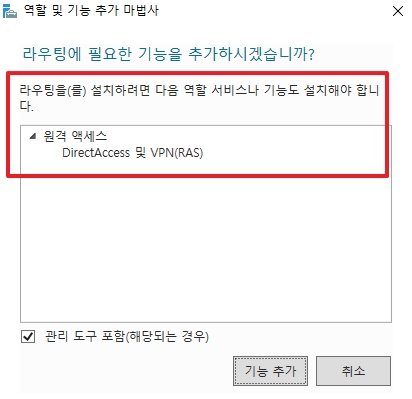 역할 및 기능 추가 마법사
라우팅에 필요한 기능을 추가하시겠습니까?
라우팅을(를) 설치하려면 다음 역할 서비스나 기능도 설치해야 합니
다.
원격 액세스
DirectAccess 및 VPN(RAS)
관리 도구 포함(해당되는 경우)
기능 추가
취소